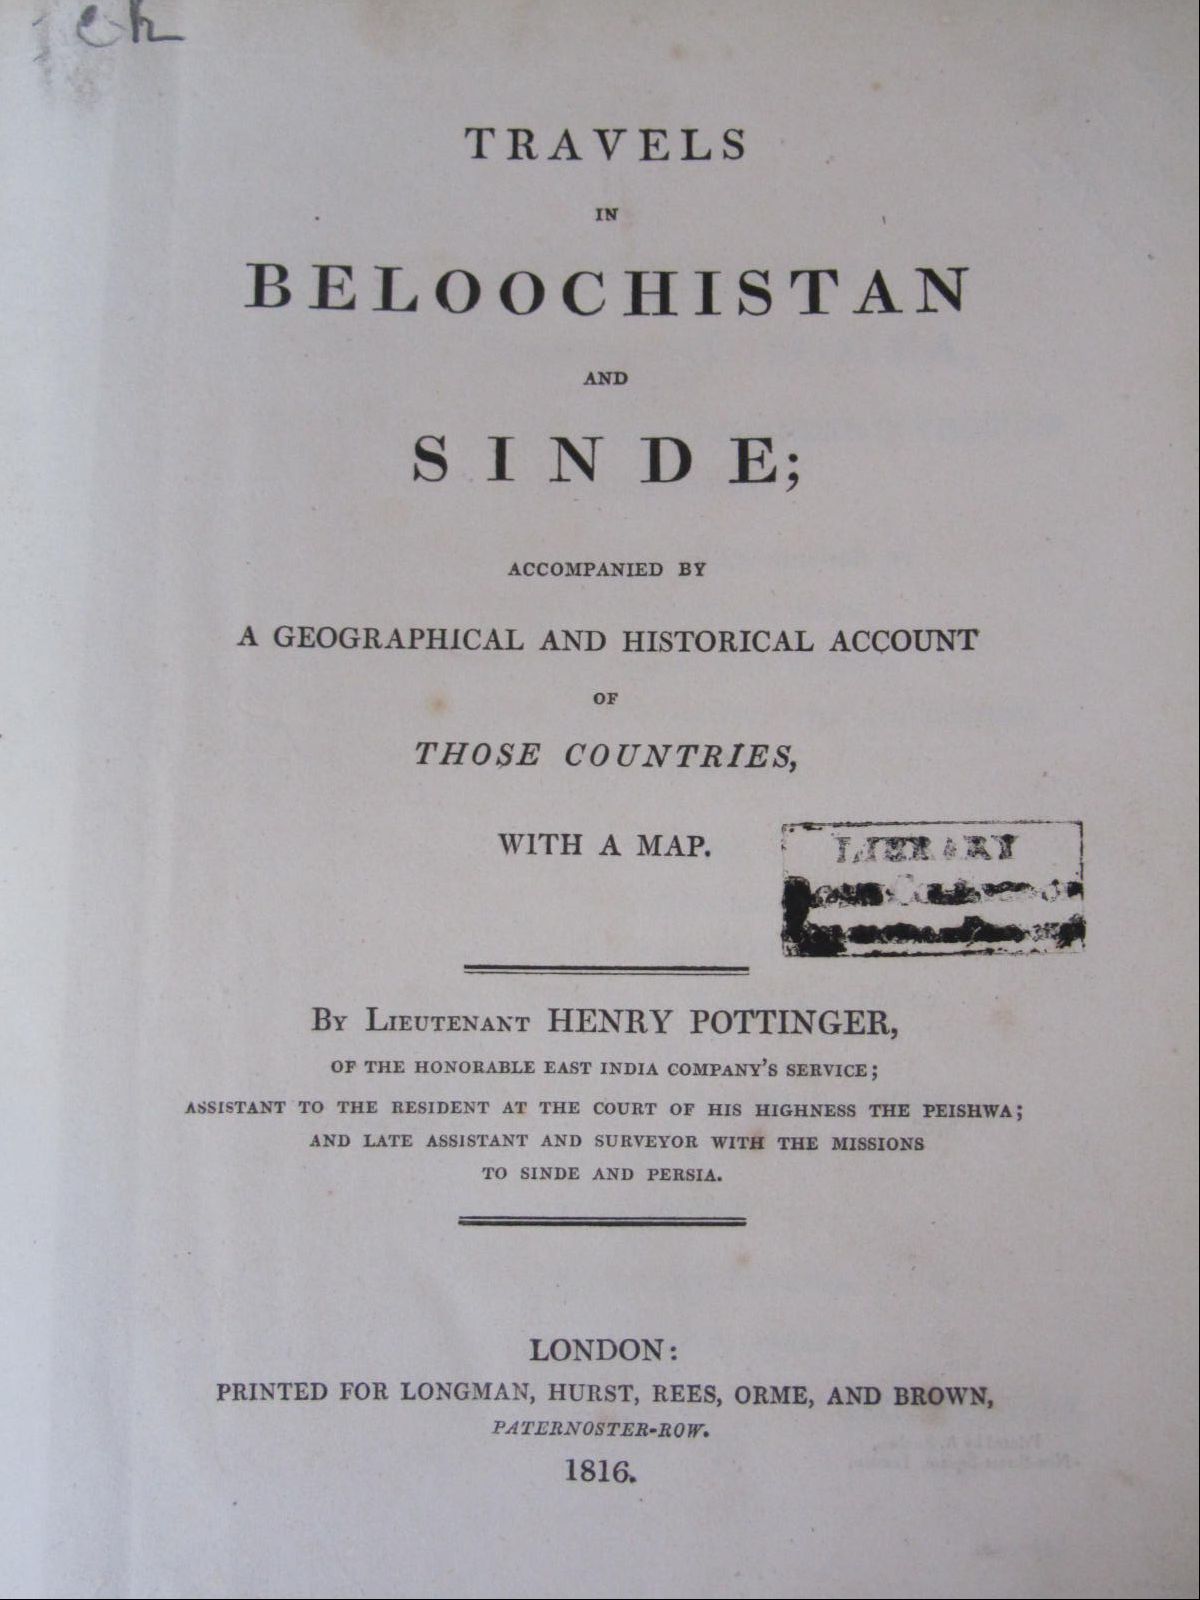 TRAVELS
IN
BELOOCHISTAN
AND
SINDE;
ACCOMPANIED BY
A GEOGRAPHICAL AND HISTORICAL ACCOUNT
OF
THOSE COUNTRIES,
WITH A MAP.
LIBRARY
By Lieutenant HENRY POTTINGER,
OF THE HONORABLE EAST INDIA COMPANY'S SERVICE;
ASSISTANT TO THE RESIDENT AT THE COURT OF HIS HIGHNESS THE PEISHWA;
AND LATE ASSISTANT AND SURVEYOR WITH THE MISSIONS
TO SINDE AND PERSIA.
LONDON:
PRINTED FOR LONGMAN, HURST, REES, ORME, AND BROWN,
PATERNOSTER-ROW.
1816.